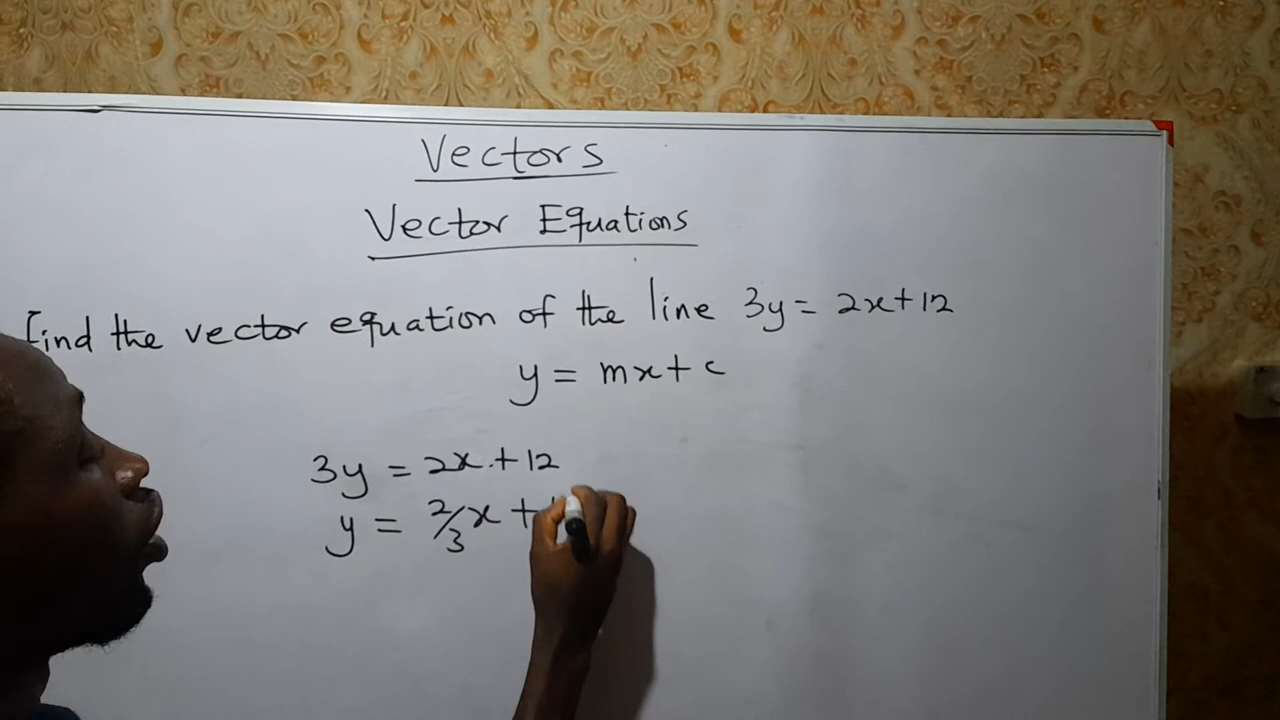 Vectors
Vector Equations
Find the vector equation of the line 3y = 2x+12
y = mx + c
3y = 2x + 12
y = 2/3x +